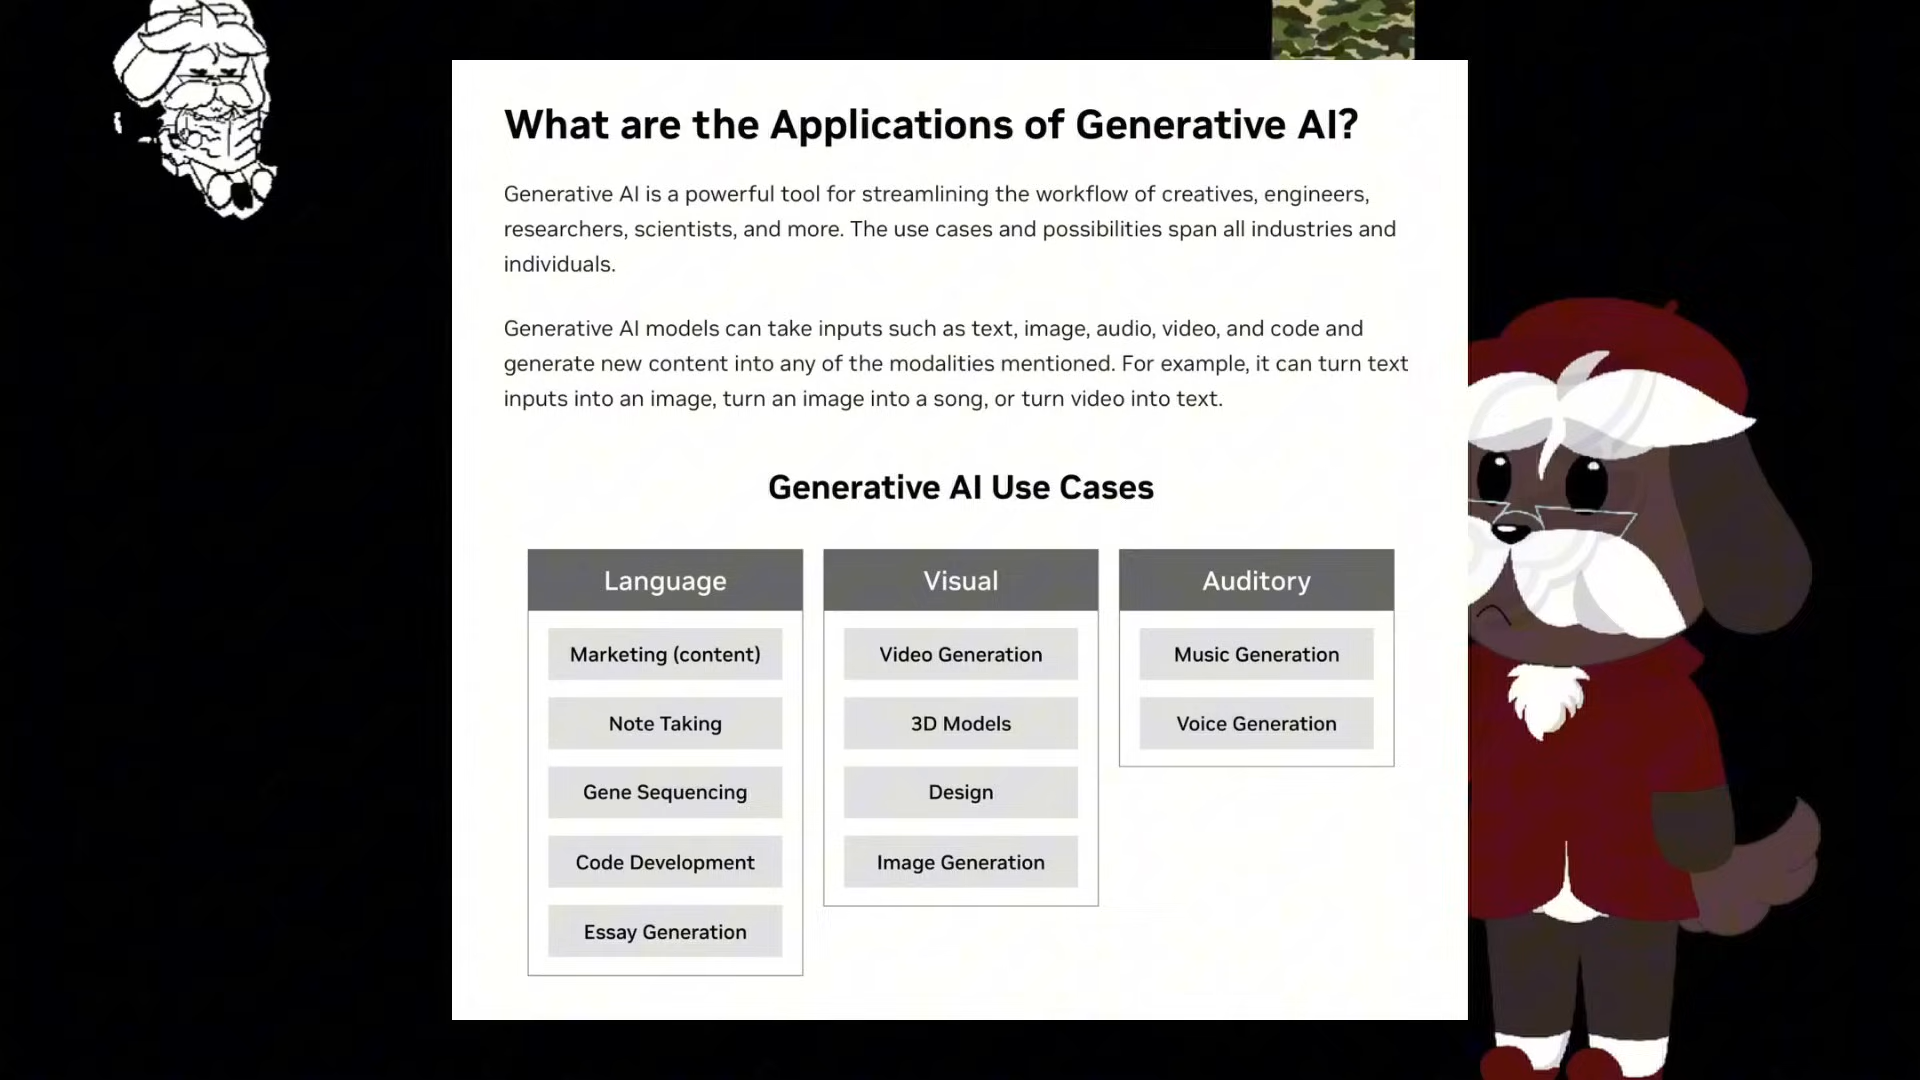 What are the Applications of Generative AI?
Generative AI is a powerful tool for streamlining the workflow of creatives, engineers,
researchers, scientists, and more. The use cases and possibilities span all industries and
individuals.
Generative AI models can take inputs such as text, image, audio, video, and code and
generate new content into any of the modalities mentioned. For example, it can turn text
inputs into an image, turn an image into a song, or turn video into text.
Generative AI Use Cases
Language
Marketing (content)
Note Taking
Gene Sequencing
Code Development
Essay Generation
Visual
Video Generation
3D Models
Design
Image Generation
Auditory
Music Generation
Voice Generation